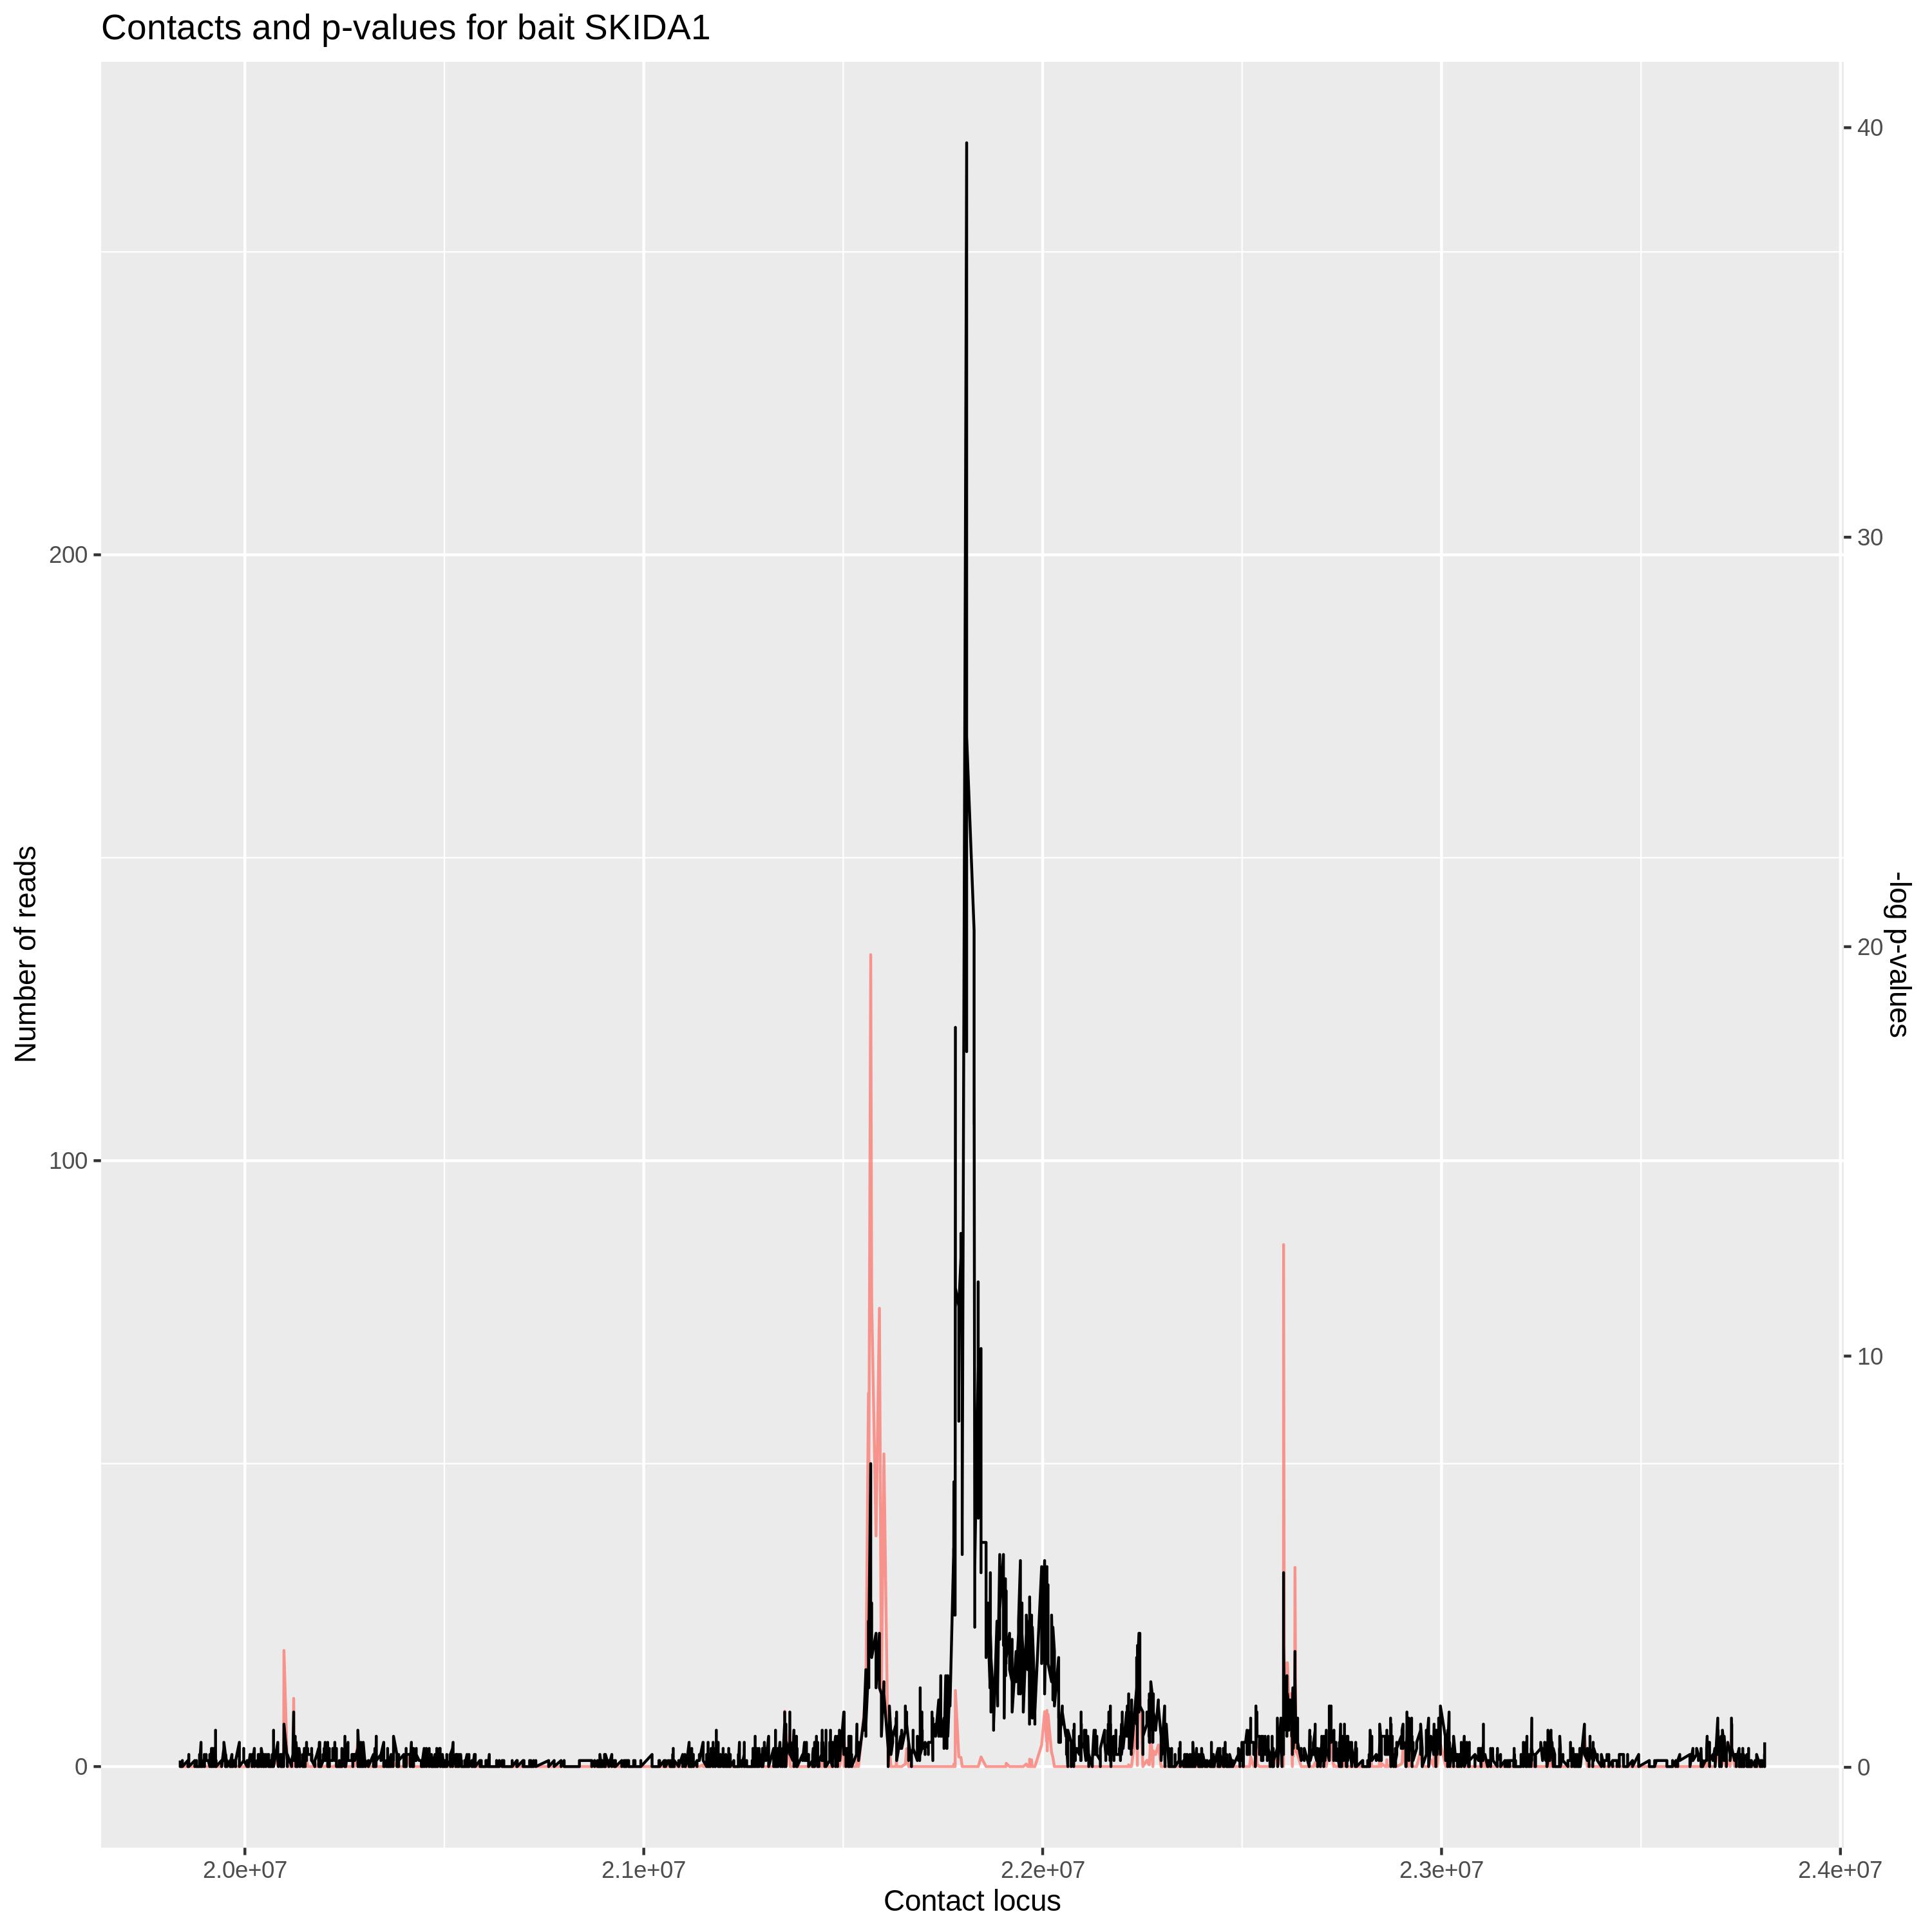 Contacts and p-values for bait SKIDA1
40
30
200
20
Number of reads
-log p-values
100
10
0
0
2.0e+07 2.1e+07 2.2e+07 2.3e+07 2.4e+07
Contact locus